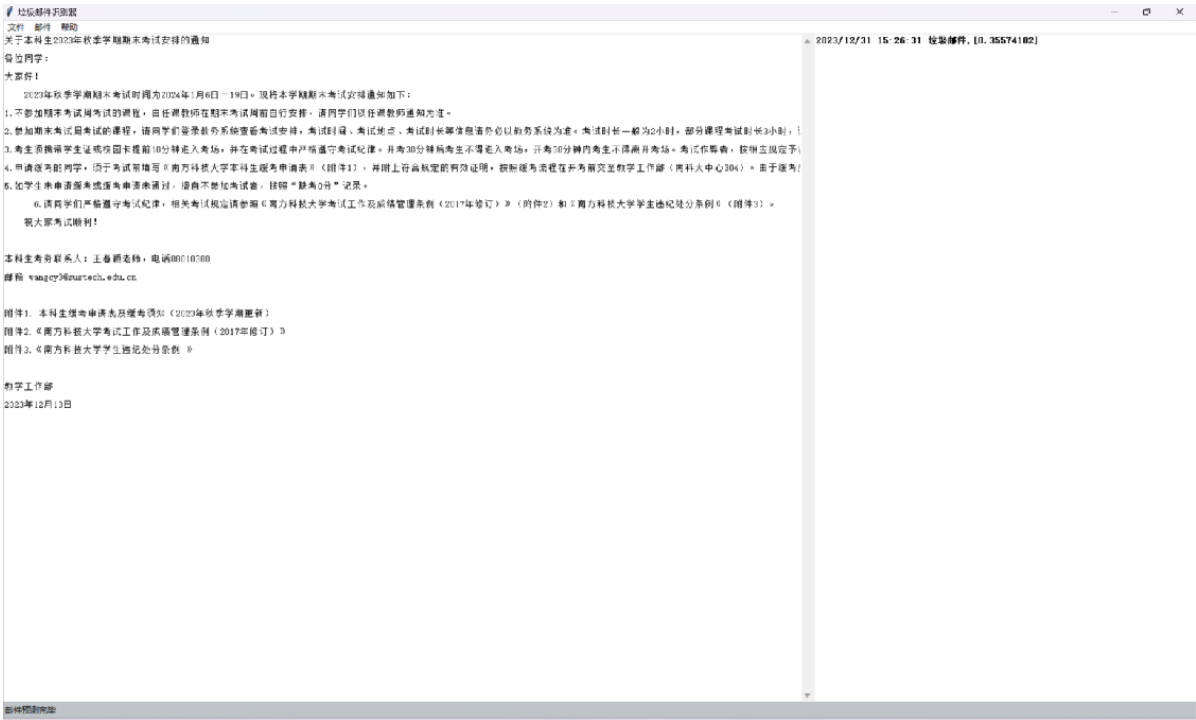 垃圾邮件识别器
文件 邮件 帮助
关于本科生2023年秋季学期期末考试安排的通知
各位同学：
大家好！
2023年秋季学期期末考试时间为2024年1月6日—19日。现将本学期期末考试安排通知如下：
1.不参加期末考试周考试的课程，由任课教师在期末考试周前自行安排，请同学们以任课教师通知为准。
2.参加期末考试周考试的课程，请同学们登录教务系统查看考试安排，考试时间、考试地点、考试时长等信息请务必以教务系统为准。考试时长一般为2小时，部分课程考试时长3小时，
3.考生须携带学生证或校园卡提前10分钟进入考场，并在考试过程中严格遵守考试纪律。开考30分钟后考生不得进入考场，开考30分钟内考生不得离开考场。考试作弊者，按相应规定予
4.申请缓考的同学，须于考试前填写《南方科技大学本科生缓考申请表》（附件1），并附上符合规定的有效证明，按照缓考流程在开考前交至教学工作部（南科大中心304）。由于缓考
5.如学生未申请缓考或缓考申请未通过，擅自不参加考试者，按照“缺考0分”记录。
6.请同学们严格遵守考试纪律，相关考试规定请参照《南方科技大学考试工作及成绩管理条例（2017年修订）》（附件2）和《南方科技大学学生违纪处分条例》（附件3）。
祝大家考试顺利！
本科生考务联系人：王春颖老师，电话88010300
邮箱 wangcy3@sustech.edu.cn
附件1. 本科生缓考申请表及缓考须知（2023年秋季学期更新）
附件2.《南方科技大学考试工作及成绩管理条例（2017年修订）》
附件3.《南方科技大学学生违纪处分条例 》
教学工作部
2023年12月13日
2023/12/31 15:26:31 垃圾邮件,[0.35574102]
邮件预测完毕